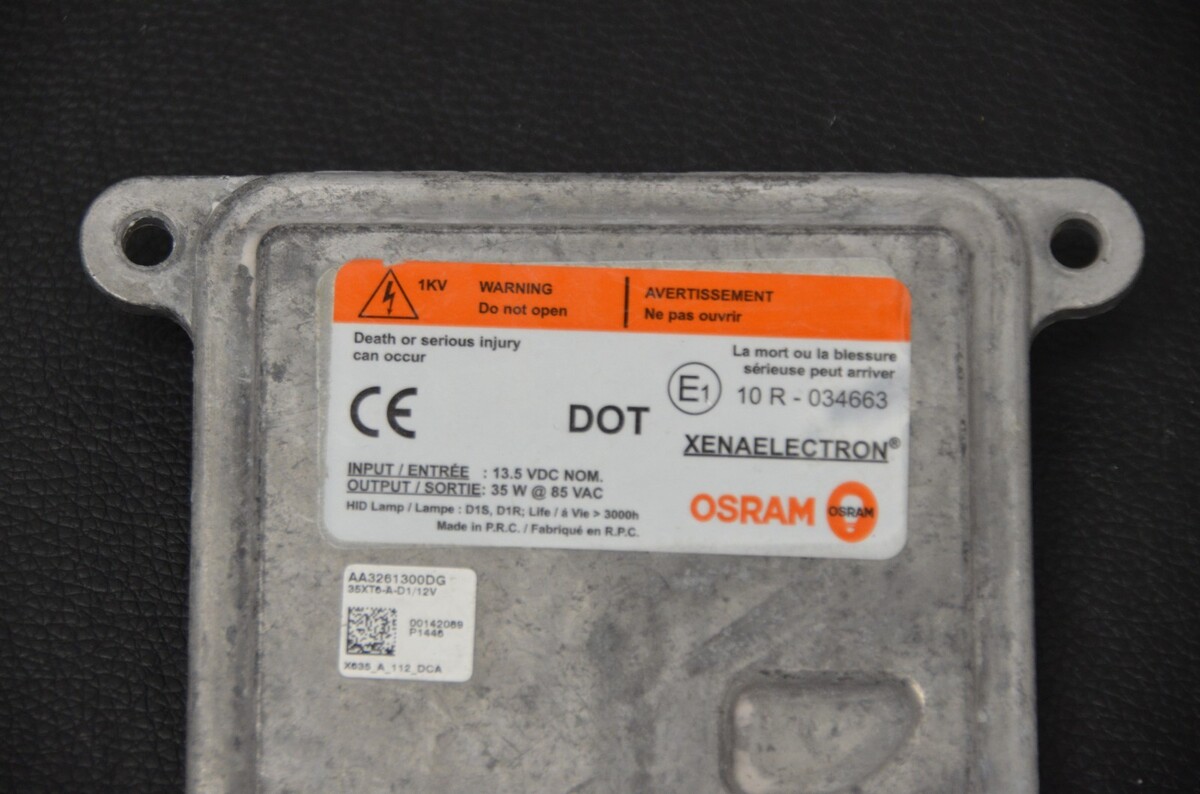 1KV
WARNING
Do not open
AVERTISSEMENT
Ne pas ouvrir
Death or serious injury
can occur
La mort ou la blessure
sérieuse peut arriver
CE
DOT
E1
10 R - 034663
XENAELECTRON®
INPUT / ENTRÉE : 13.5 VDC NOM.
OUTPUT / SORTIE: 35 W @ 85 VAC
HID Lamp / Lampe : D1S, D1R; Life / á Vie > 3000h
Made in P.R.C. / Fabriqué en R.P.C.
OSRAM
OSRAM
AA3261300DG
35XT6-A-D1/12V
00142089
P1446
X635_A_112_DCA